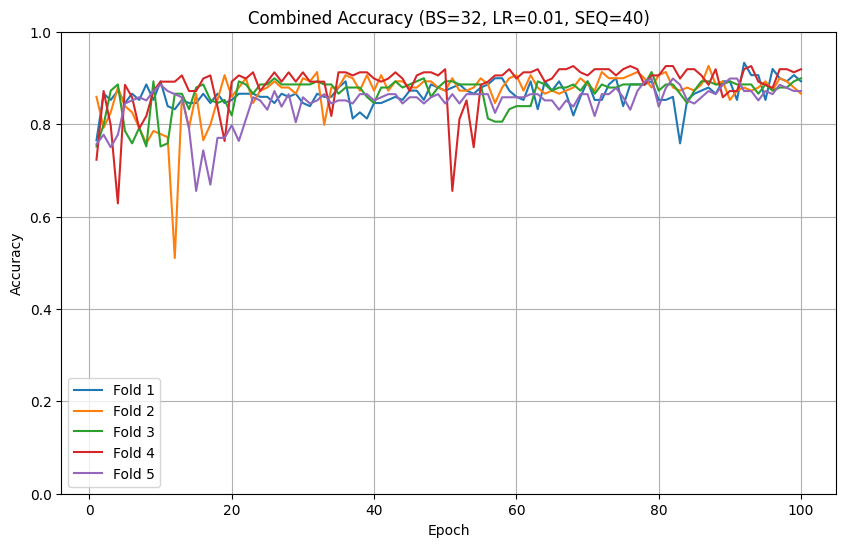 Combined Accuracy (BS=32, LR=0.01, SEQ=40)
1.0
0.8
0.6
0.4
0.2
0.0
Accuracy
Fold 1
Fold 2
Fold 3
Fold 4
Fold 5
0 20 40 60 80 100
Epoch